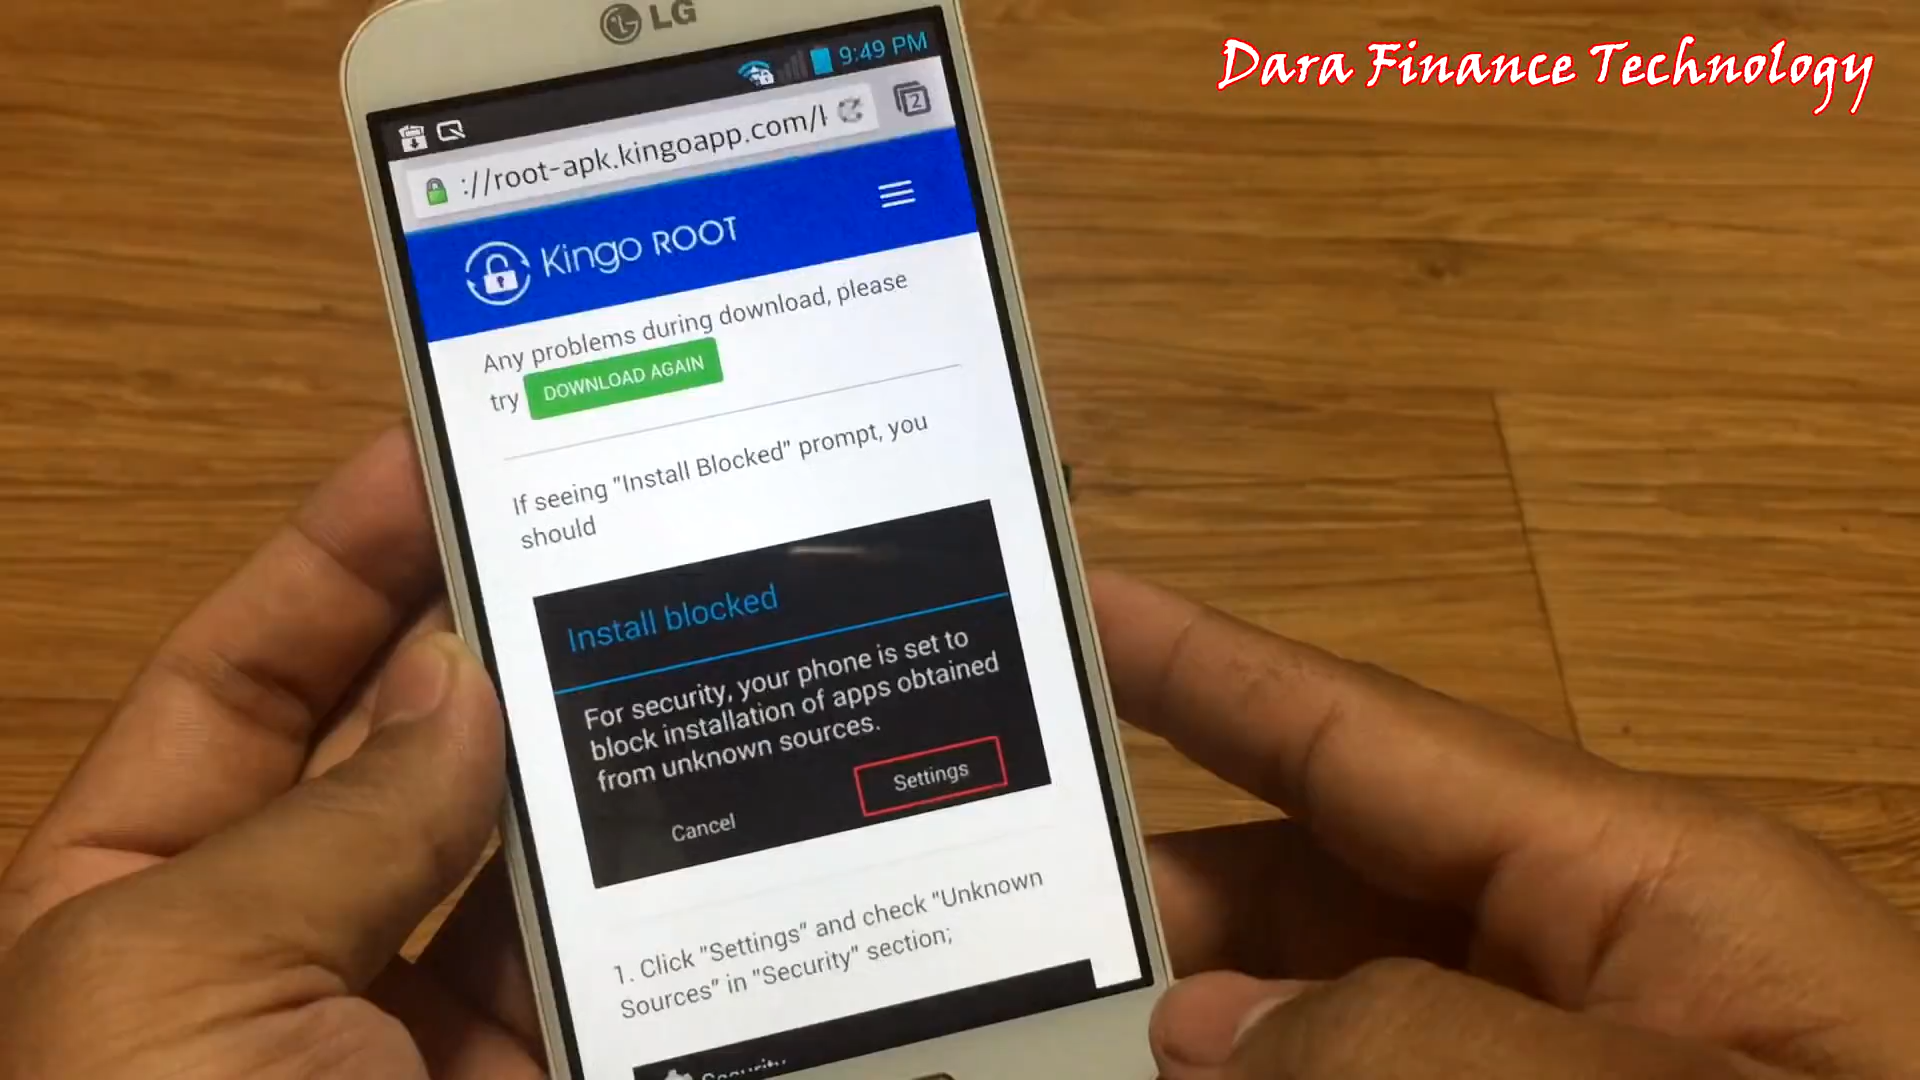 Dara Finance Technology
LG
9:49 PM
://root-apk.kingoapp.com/
2
Kingo ROOT
Any problems during download, please
try DOWNLOAD AGAIN
If seeing "Install Blocked" prompt, you
should
Install blocked
For security, your phone is set to
block installation of apps obtained
from unknown sources.
Cancel
Settings
1. Click "Settings" and check "Unknown
Sources" in "Security" section;
Security